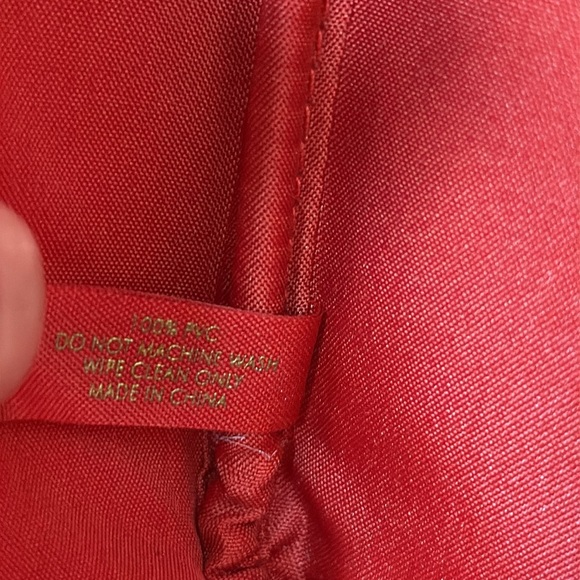 100% PVC
DO NOT MACHINE WASH
WIPE CLEAN ONLY
MADE IN CHINA